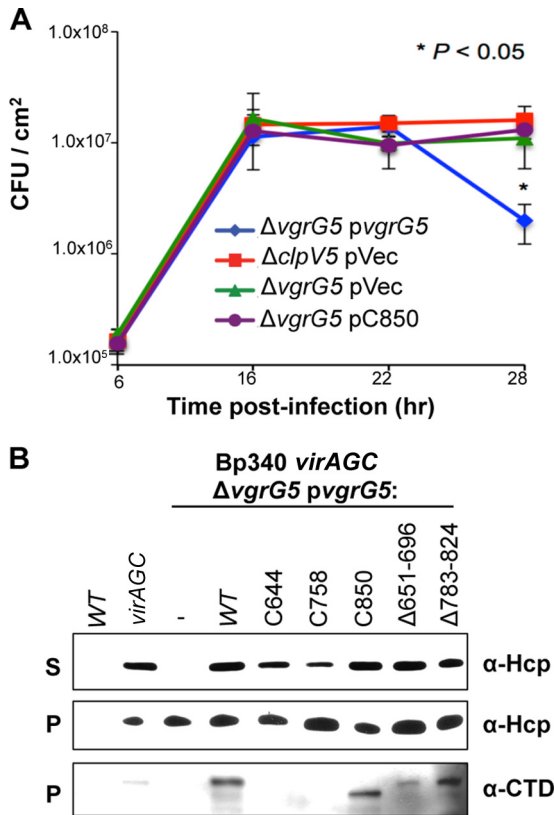 A
1.0x10⁸
* P < 0.05
1.0x10⁷
1.0x10⁶
1.0x10⁵
CFU / cm²
*
ΔvgrG5 pvgrG5
ΔclpV5 pVec
ΔvgrG5 pVec
ΔvgrG5 pC850
6 16 22 28
Time post-infection (hr)
B
Bp340 virAGC
ΔvgrG5 pvgrG5:
WT virAGC - WT C644 C758 C850 Δ651-696 Δ783-824
S α-Hcp
P α-Hcp
P α-CTD